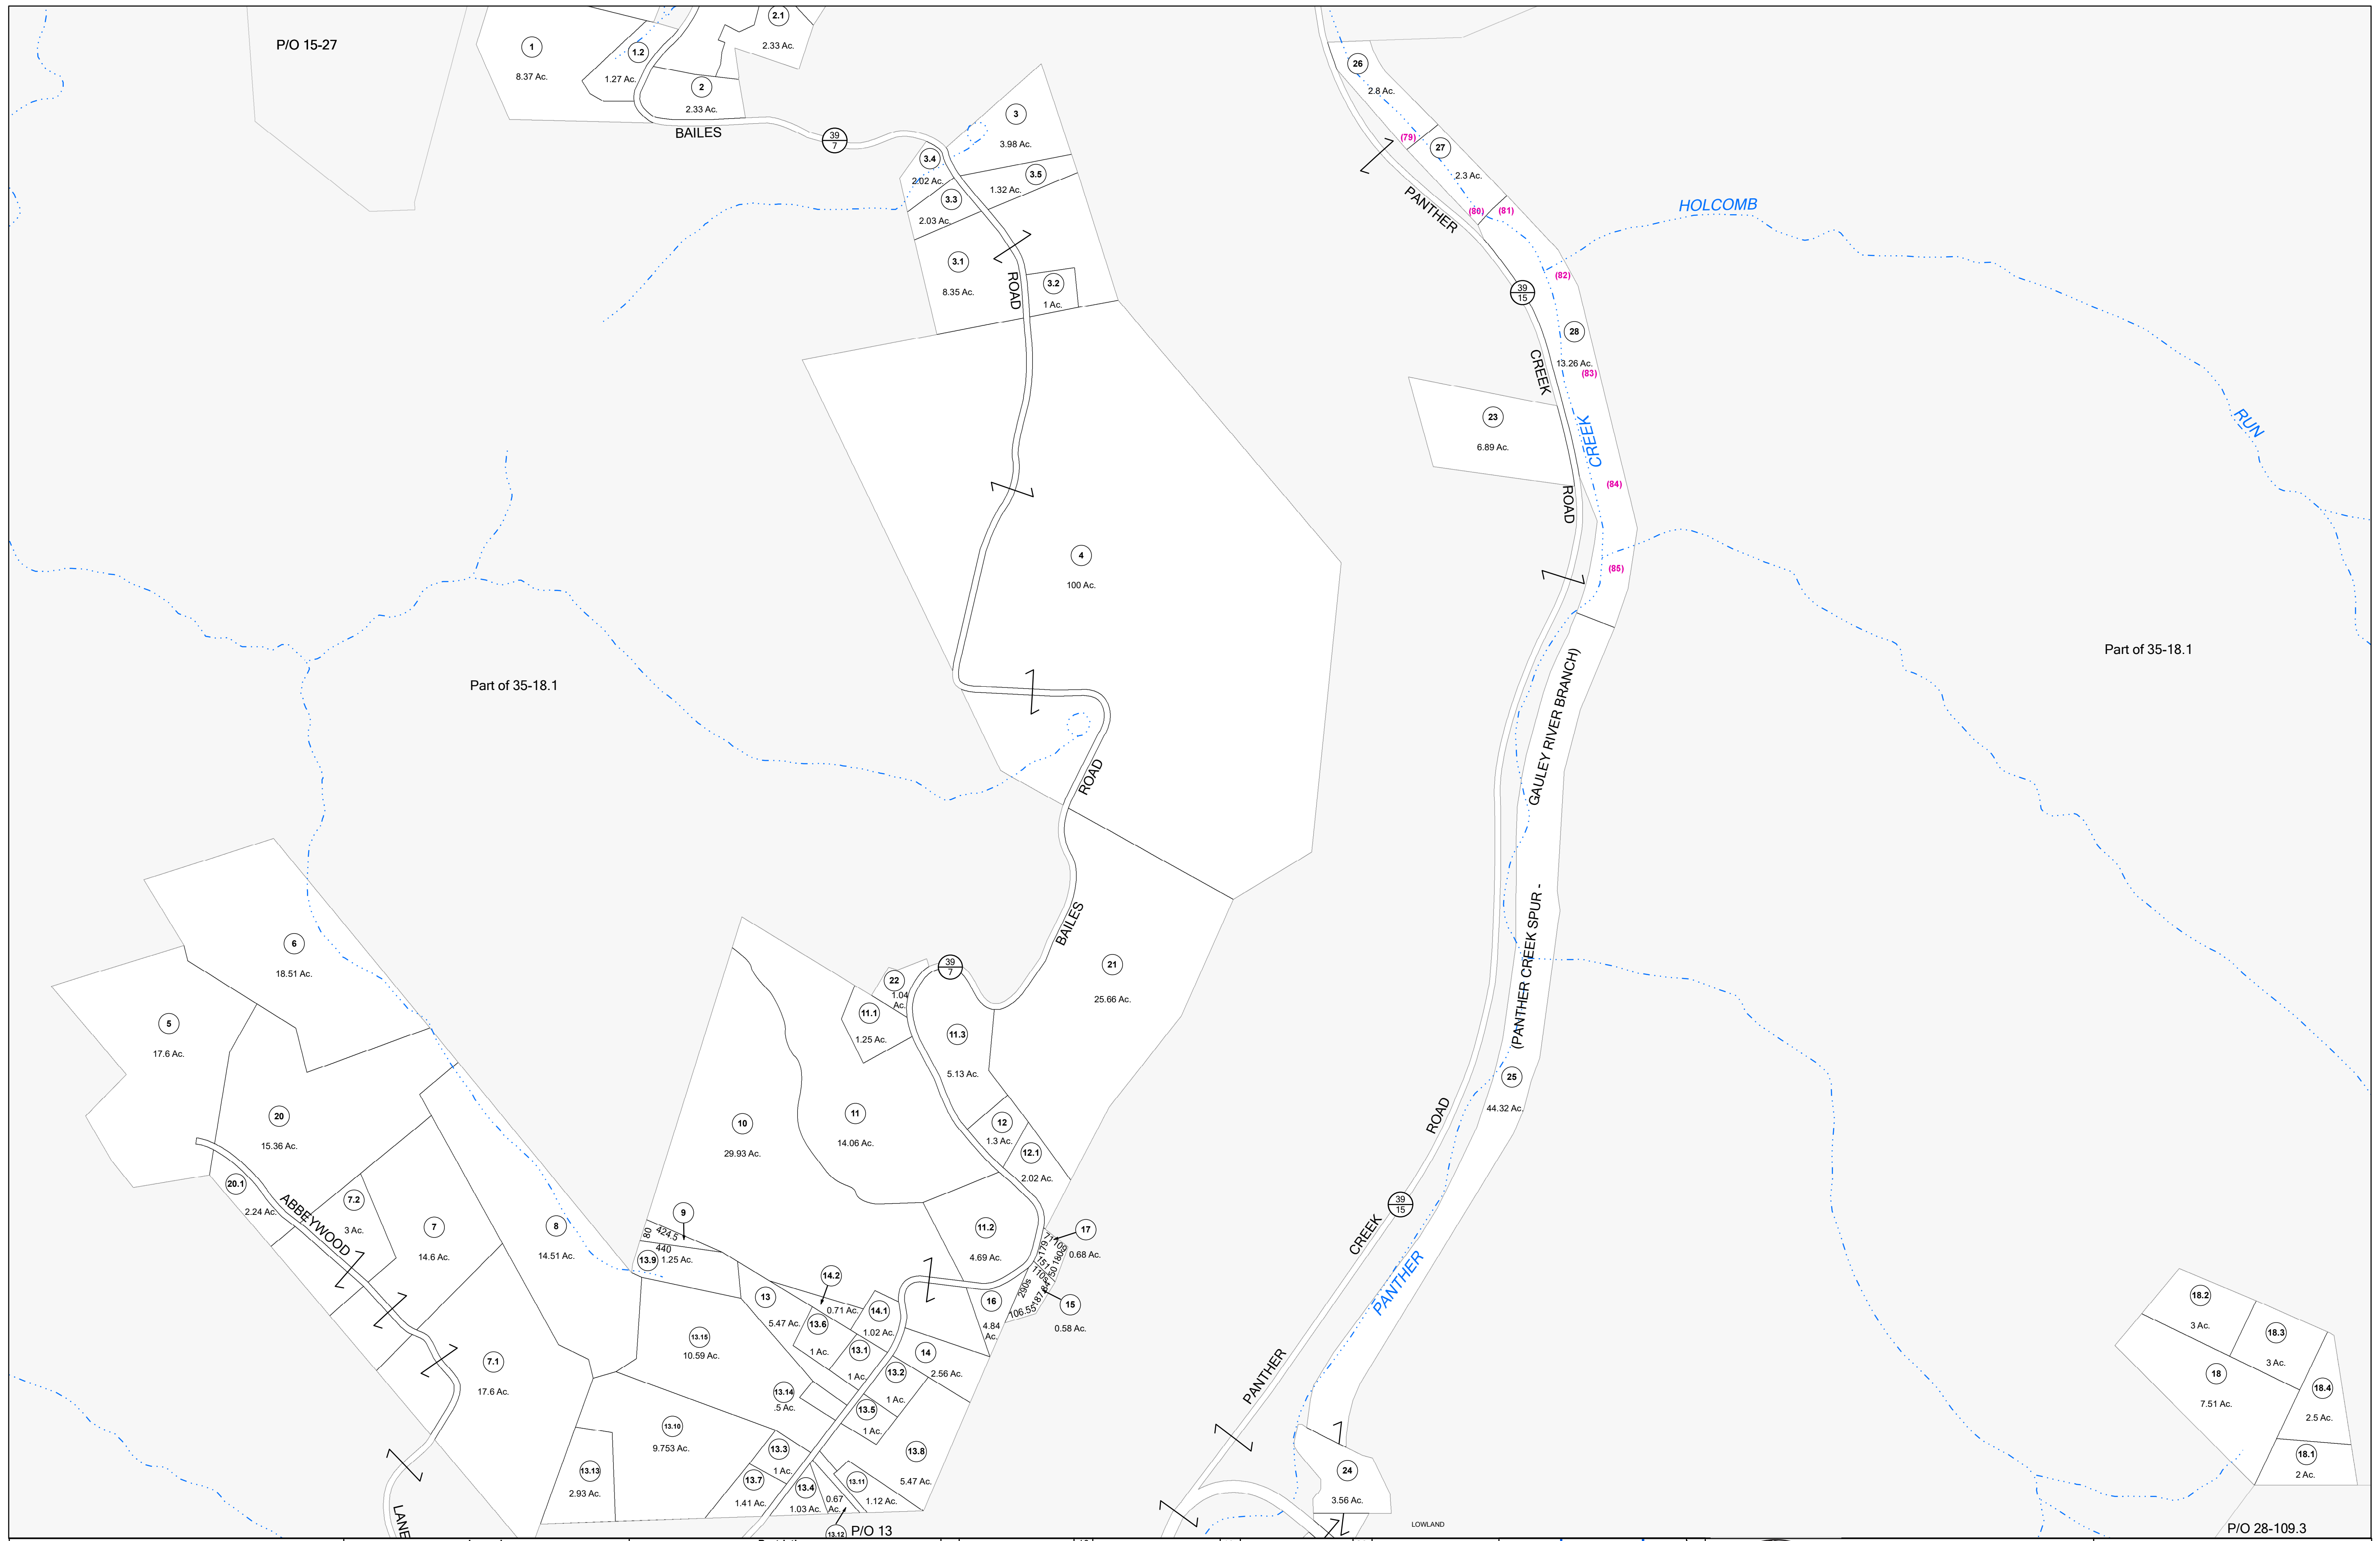 P/O 15-27
1
8.37 Ac.
1.2
1.27 Ac.
2.1
2.33 Ac.
2
2.33 Ac.
BAILES
39
7
3
3.98 Ac.
3.4
2.02 Ac.
3.5
1.32 Ac.
3.3
2.03 Ac.
3.1
8.35 Ac.
ROAD
3.2
1 Ac.
26
2.8 Ac.
(79)
27
2.3 Ac.
(80)
(81)
PANTHER
HOLCOMB
(82)
39
15
28
13.26 Ac.
(83)
CREEK
23
6.89 Ac.
CREEK
RUN
(84)
ROAD
4
100 Ac.
(85)
Part of 35-18.1
Part of 35-18.1
GAULEY RIVER BRANCH)
ROAD
BAILES
(PANTHER CREEK SPUR -
6
18.51 Ac.
5
17.6 Ac.
22
1.04
Ac.
39
7
21
25.66 Ac.
11.1
1.25 Ac.
11.3
5.13 Ac.
25
44.32 Ac.
20
15.36 Ac.
10
29.93 Ac.
11
14.06 Ac.
12
1.3 Ac.
12.1
2.02 Ac.
ROAD
20.1
2.24 Ac.
ABBEYWOOD
7.2
3 Ac.
7
14.6 Ac.
8
14.51 Ac.
9
80
424.5
440
13.9
1.25 Ac.
11.2
4.69 Ac.
17
0.68 Ac.
179
180s
151
110s
50
290s
187.84
106.55
39
15
CREEK
PANTHER
14.2
0.71 Ac.
13
5.47 Ac.
13.6
1 Ac.
14.1
1.02 Ac.
16
4.84
Ac.
15
0.58 Ac.
18.2
3 Ac.
18.3
3 Ac.
13.15
10.59 Ac.
13.1
1 Ac.
14
2.56 Ac.
7.1
17.6 Ac.
13.14
.5 Ac.
13.2
1 Ac.
13.5
1 Ac.
PANTHER
18
7.51 Ac.
18.4
2.5 Ac.
13.10
9.753 Ac.
13.3
1 Ac.
13.8
5.47 Ac.
18.1
2 Ac.
13.13
2.93 Ac.
13.7
1.41 Ac.
13.4
1.03 Ac.
0.67
Ac.
13.11
1.12 Ac.
24
3.56 Ac.
LANE
13.12
P/O 13
LOWLAND
P/O 28-109.3